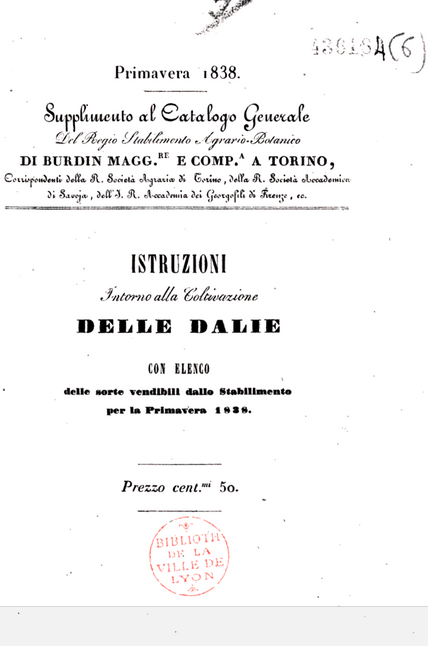 436184(6)
Primavera 1838.
Supplimento al Catalogo Generale
Del Regio Stabilimento Agrario-Botanico
DI BURDIN MAGG.RE E COMP.A A TORINO,
Corrispondenti della R. Società Agraria di Torino, della R. Società Accademica
di Savoja, dell'I. R. Accademia dei Georgofili di Firenze, ec.
ISTRUZIONI
Intorno alla Coltivazione
DELLE DALIE
CON ELENCO
delle sorte vendibili dallo Stabilimento
per la Primavera 1838.
Prezzo cent.mi 50.
BIBLIOTH
DE LA
VILLE DE
LYON